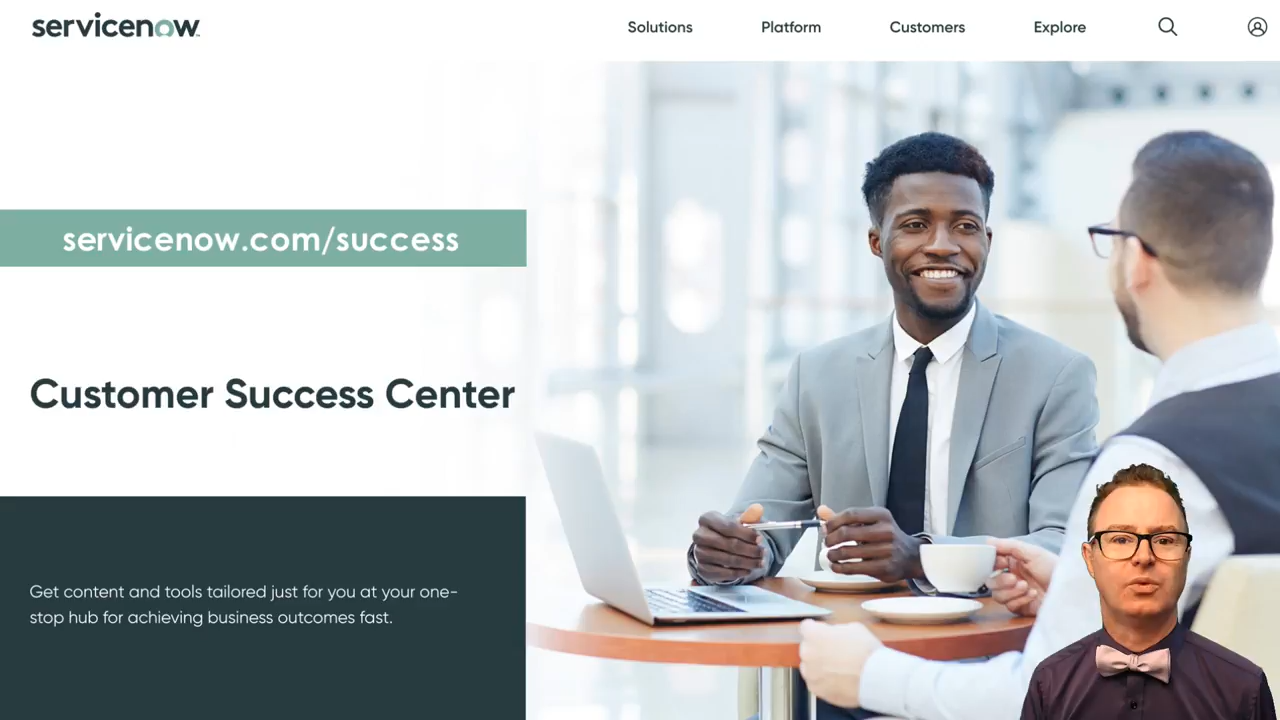 servicenow
Solutions
Platform
Customers
Explore
servicenow.com/success
Customer Success Center
Get content and tools tailored just for you at your one-
stop hub for achieving business outcomes fast.